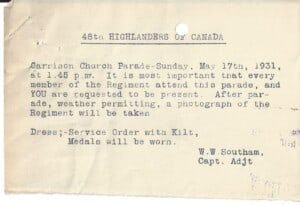 48th HIGHLANDERS OF CANADA
Garrison Church Parade-Sunday, May 17th, 1931,
at 1.45 p.m. It is most important that every
member of the Regiment attend this parade, and
YOU are requested to be present. After par-
ade, weather permitting, a photograph of the
Regiment will be taken
Dress;-Service Order with Kilt,
Medals will be worn.
W.W.Southam,
Capt. Adjt